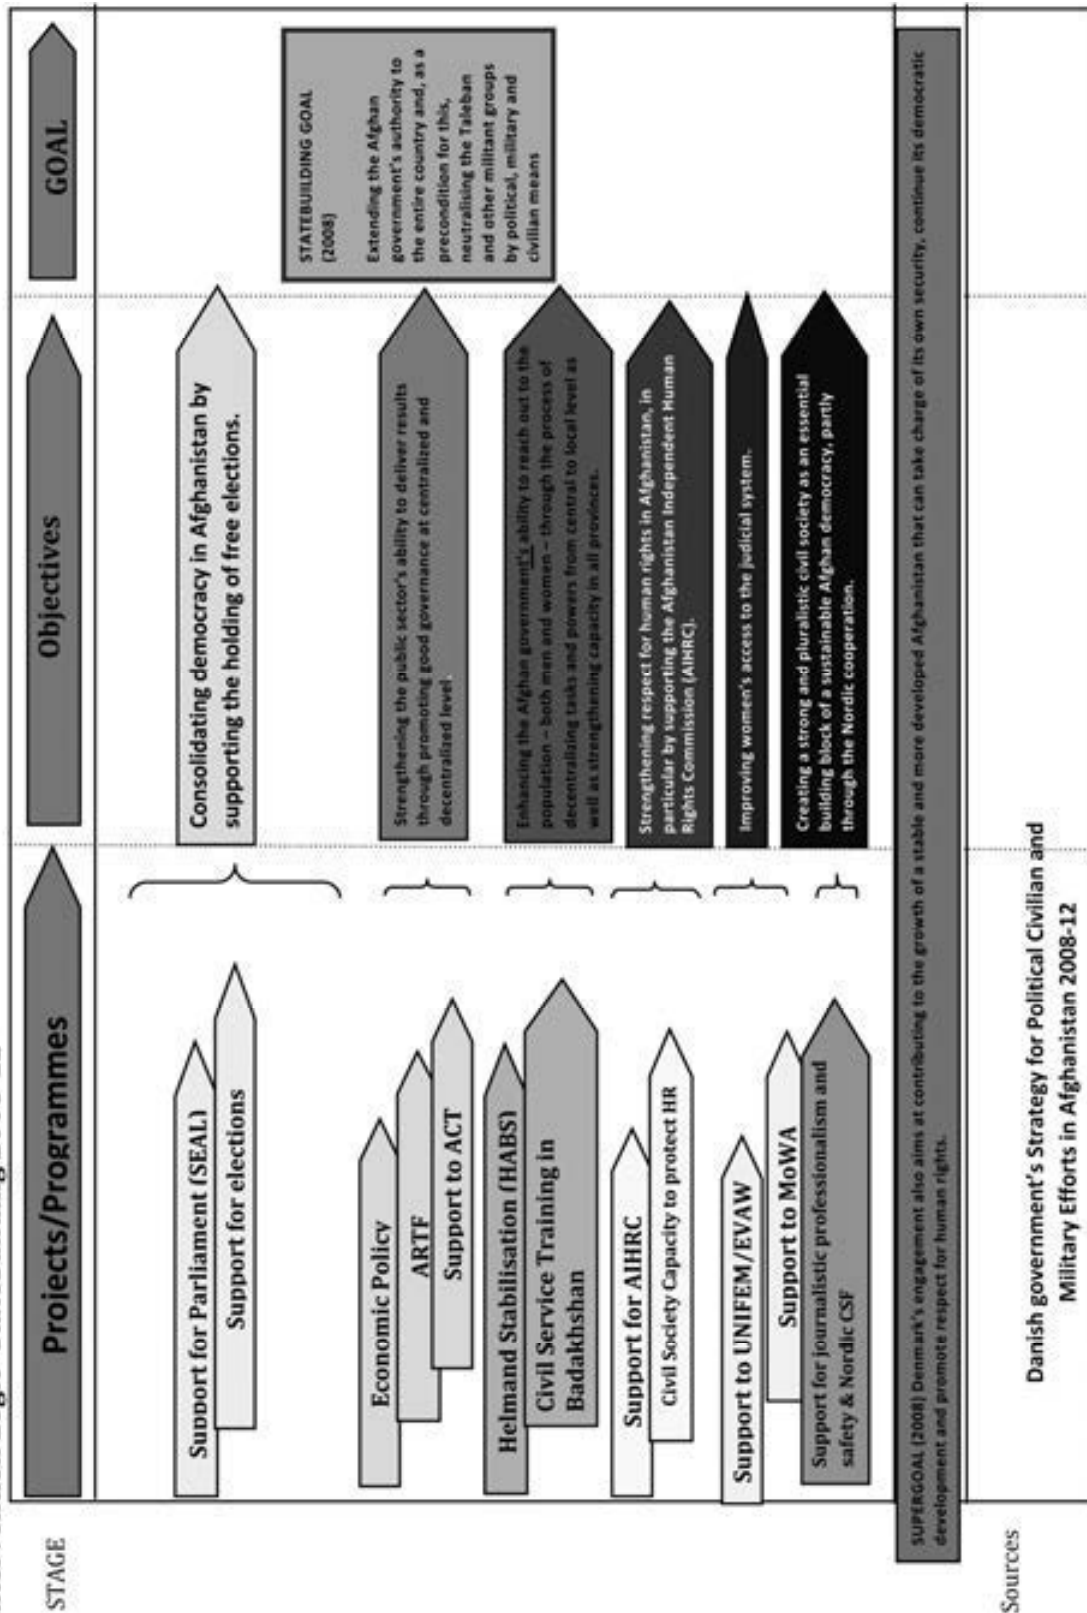 STAGE
Projects/Programmes
Objectives
GOAL
Support for Parliament (SEAL)
Support for elections
Consolidating democracy in Afghanistan by
supporting the holding of free elections.
STATEBUILDING GOAL
(2008)
Extending the Afghan
government's authority to
the entire country and, as a
precondition for this,
neutralising the Taleban
and other militant groups
by political, military and
civilian means
Economic Policy
ARTF
Support to ACT
Strengthening the public sector's ability to deliver results
through promoting good governance at centralized and
decentralized level.
Helmand Stabilisation (HABS)
Civil Service Training in
Badakhshan
Enhancing the Afghan government's ability to reach out to the
population – both men and women – through the process of
decentralizing tasks and powers from central to local level as
well as strengthening capacity in all provinces.
Support for AIHRC
Civil Society Capacity to protect HR
Strengthening respect for human rights in Afghanistan, in
particular by supporting the Afghanistan Independent Human
Rights Commission (AIHRC).
Support to UNIFEM/EVAW
Support to MoWA
Improving women's access to the judicial system.
Support for journalistic professionalism and
safety & Nordic CSF
Creating a strong and pluralistic civil society as an essential
building block of a sustainable Afghan democracy, partly
through the Nordic cooperation.
SUPERGOAL (2008) Denmark's engagement also aims at contributing to the growth of a stable and more developed Afghanistan that can take charge of its own security, continue its democratic
development and promote respect for human rights.
Sources
Danish government's Strategy for Political Civilian and
Military Efforts in Afghanistan 2008-12